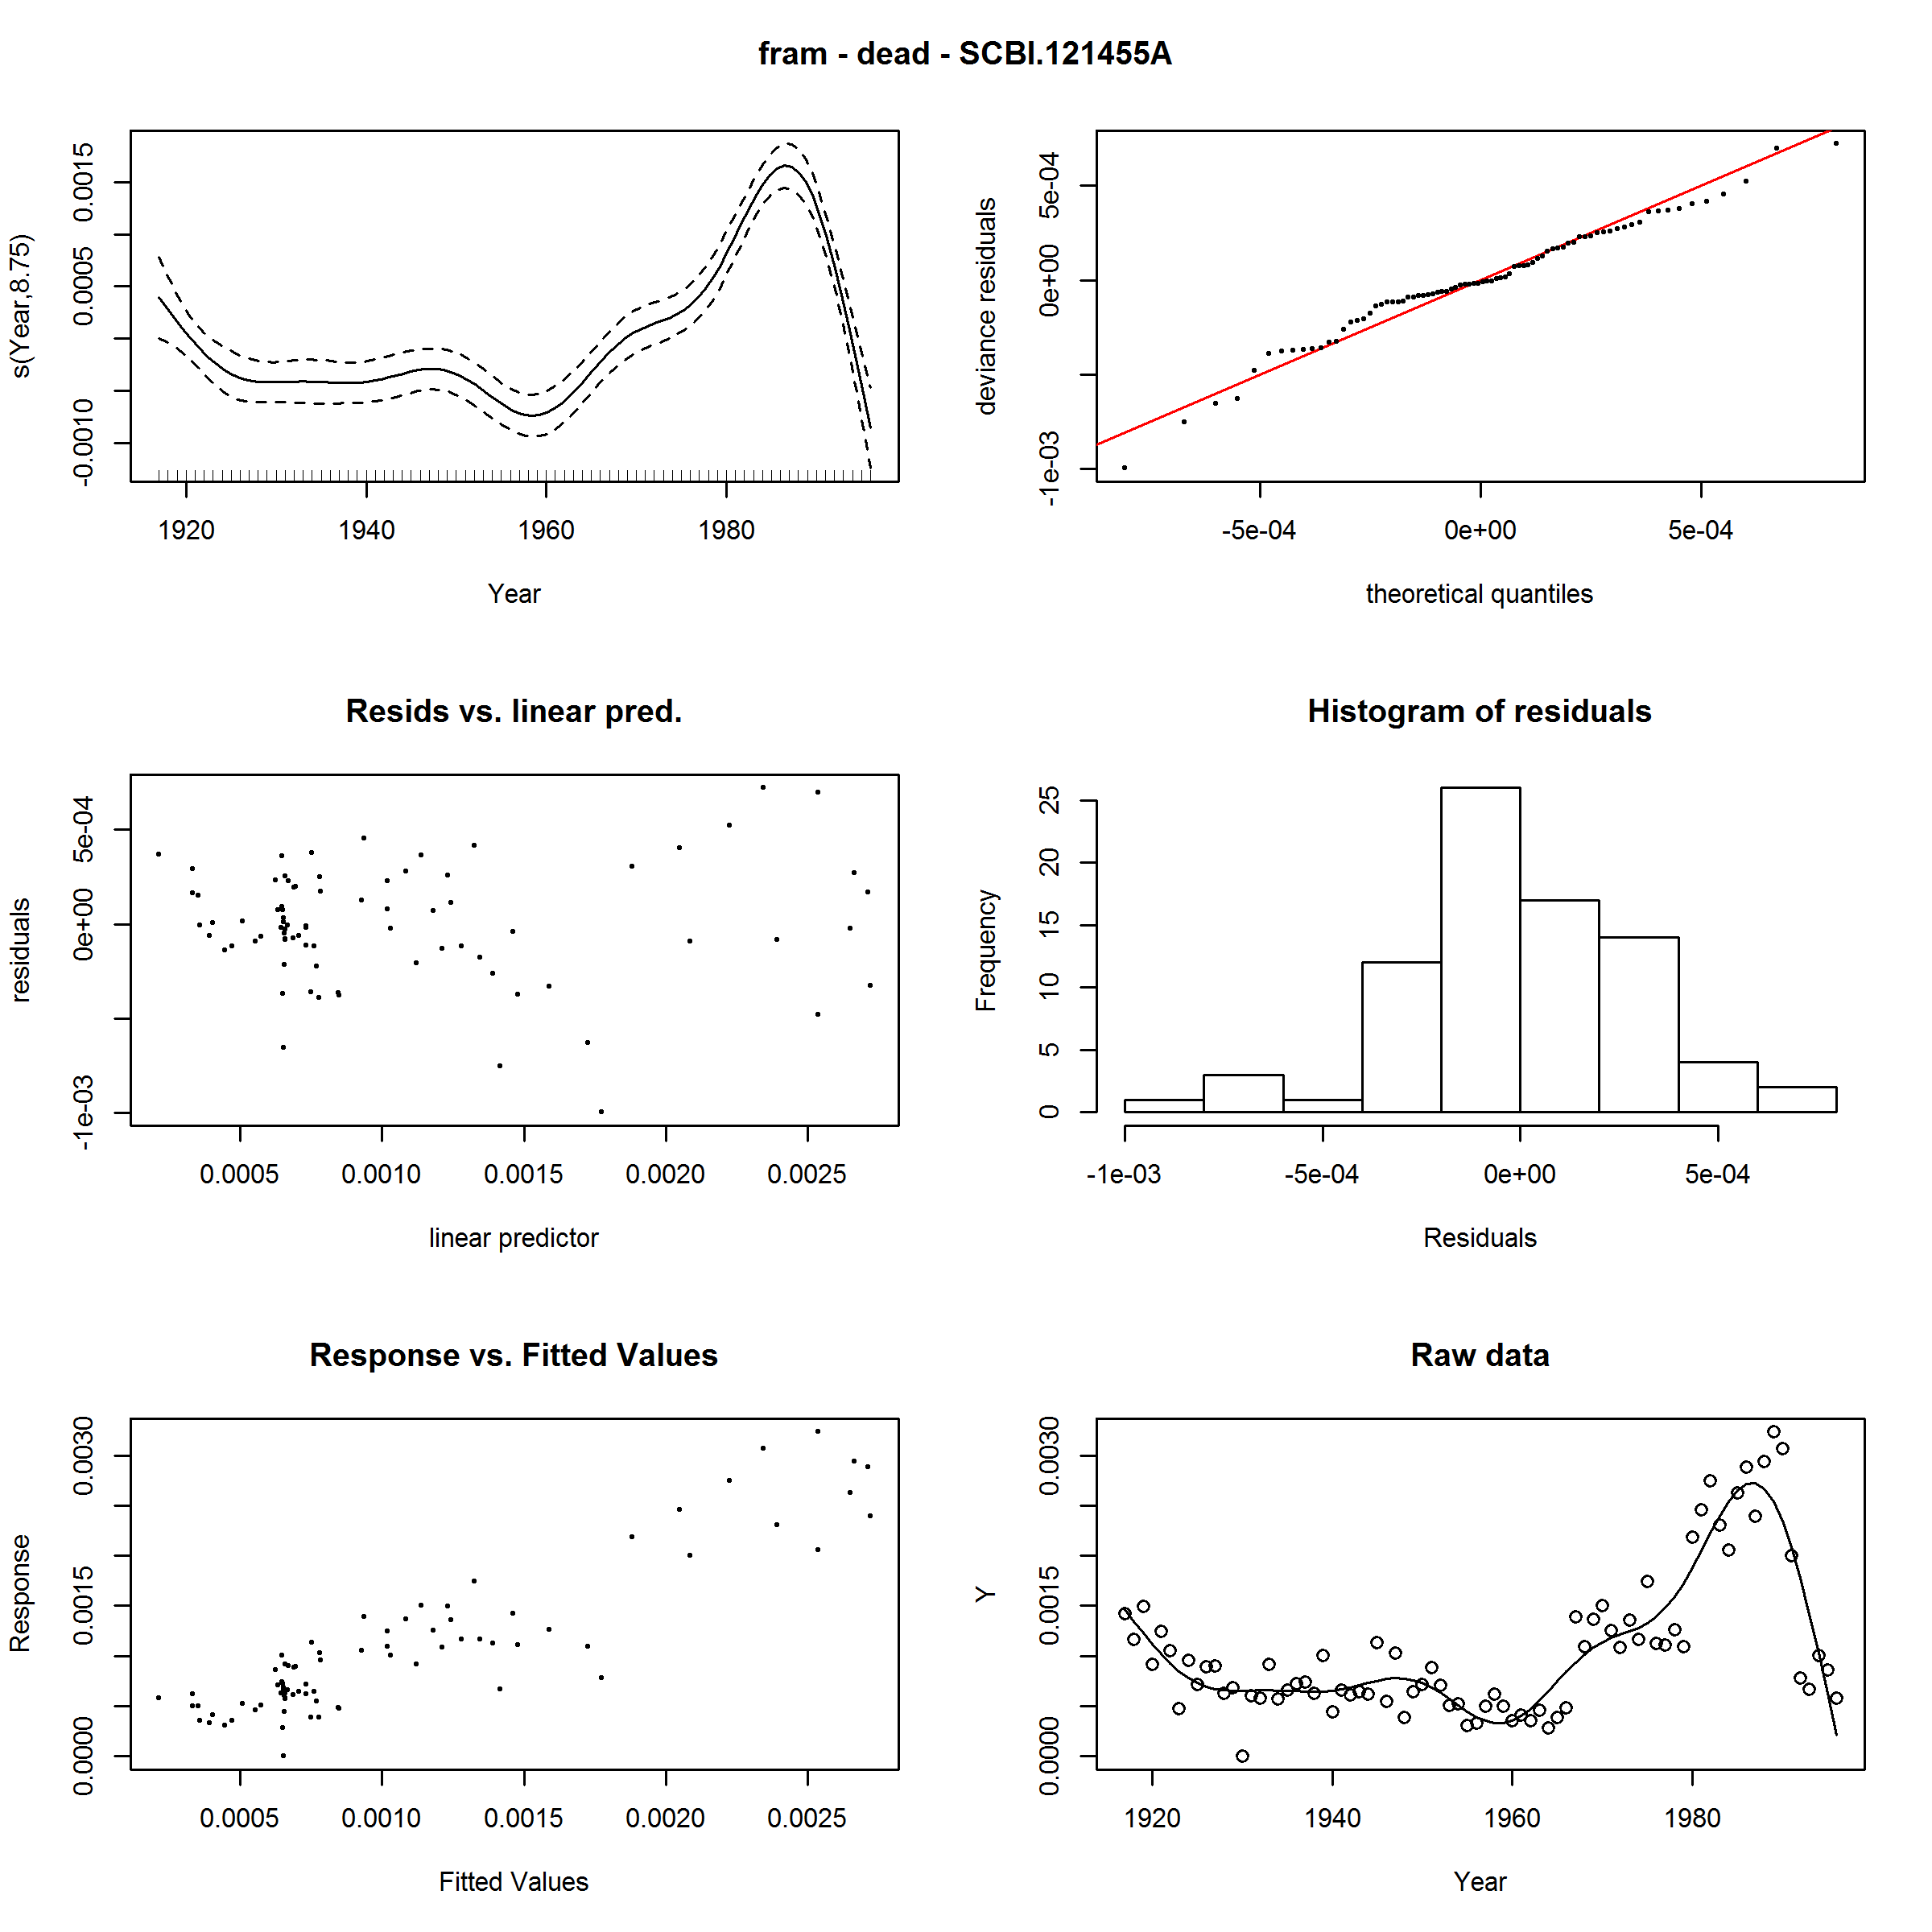 fram - dead - SCBI.121455A
s(Year,8.75)
-0.0010 0.0005 0.0015
1920 1940 1960 1980
Year
deviance residuals
-1e-03 0e+00 5e-04
-5e-04 0e+00 5e-04
theoretical quantiles
Resids vs. linear pred.
residuals
-1e-03 0e+00 5e-04
0.0005 0.0010 0.0015 0.0020 0.0025
linear predictor
Histogram of residuals
Frequency
0 5 10 15 20 25
-1e-03 -5e-04 0e+00 5e-04
Residuals
Response vs. Fitted Values
Response
0.0000 0.0015 0.0030
0.0005 0.0010 0.0015 0.0020 0.0025
Fitted Values
Raw data
Y
0.0000 0.0015 0.0030
1920 1940 1960 1980
Year